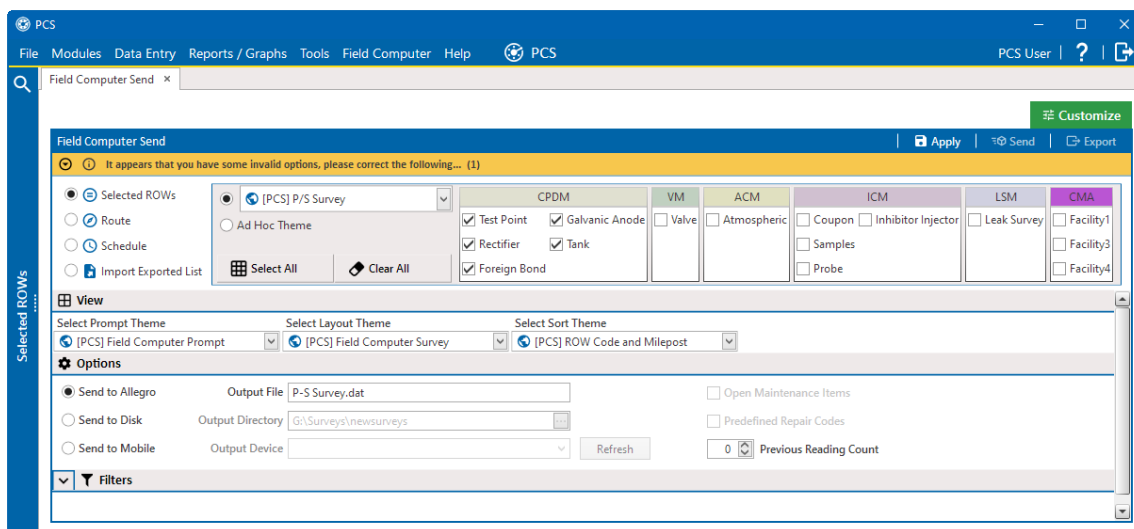 PCS
File Modules Data Entry Reports / Graphs Tools Field Computer Help PCS PCS User | ? |
Field Computer Send ×
Customize
Field Computer Send | Apply | Send | Export
It appears that you have some invalid options, please correct the following... (1)
Selected ROWs
Route
Schedule
Import Exported List
[PCS] P/S Survey
Ad Hoc Theme
Select All Clear All
CPDM VM ACM ICM LSM CMA
Test Point Galvanic Anode Valve Atmospheric Coupon Inhibitor Injector Leak Survey Facility1
Rectifier Tank Samples Facility3
Foreign Bond Probe Facility4
Selected ROWs
View
Select Prompt Theme Select Layout Theme Select Sort Theme
[PCS] Field Computer Prompt [PCS] Field Computer Survey [PCS] ROW Code and Milepost
Options
Send to Allegro Output File P-S Survey.dat Open Maintenance Items
Send to Disk Output Directory G:\Surveys\newsurveys ... Predefined Repair Codes
Send to Mobile Output Device Refresh 0 Previous Reading Count
Filters